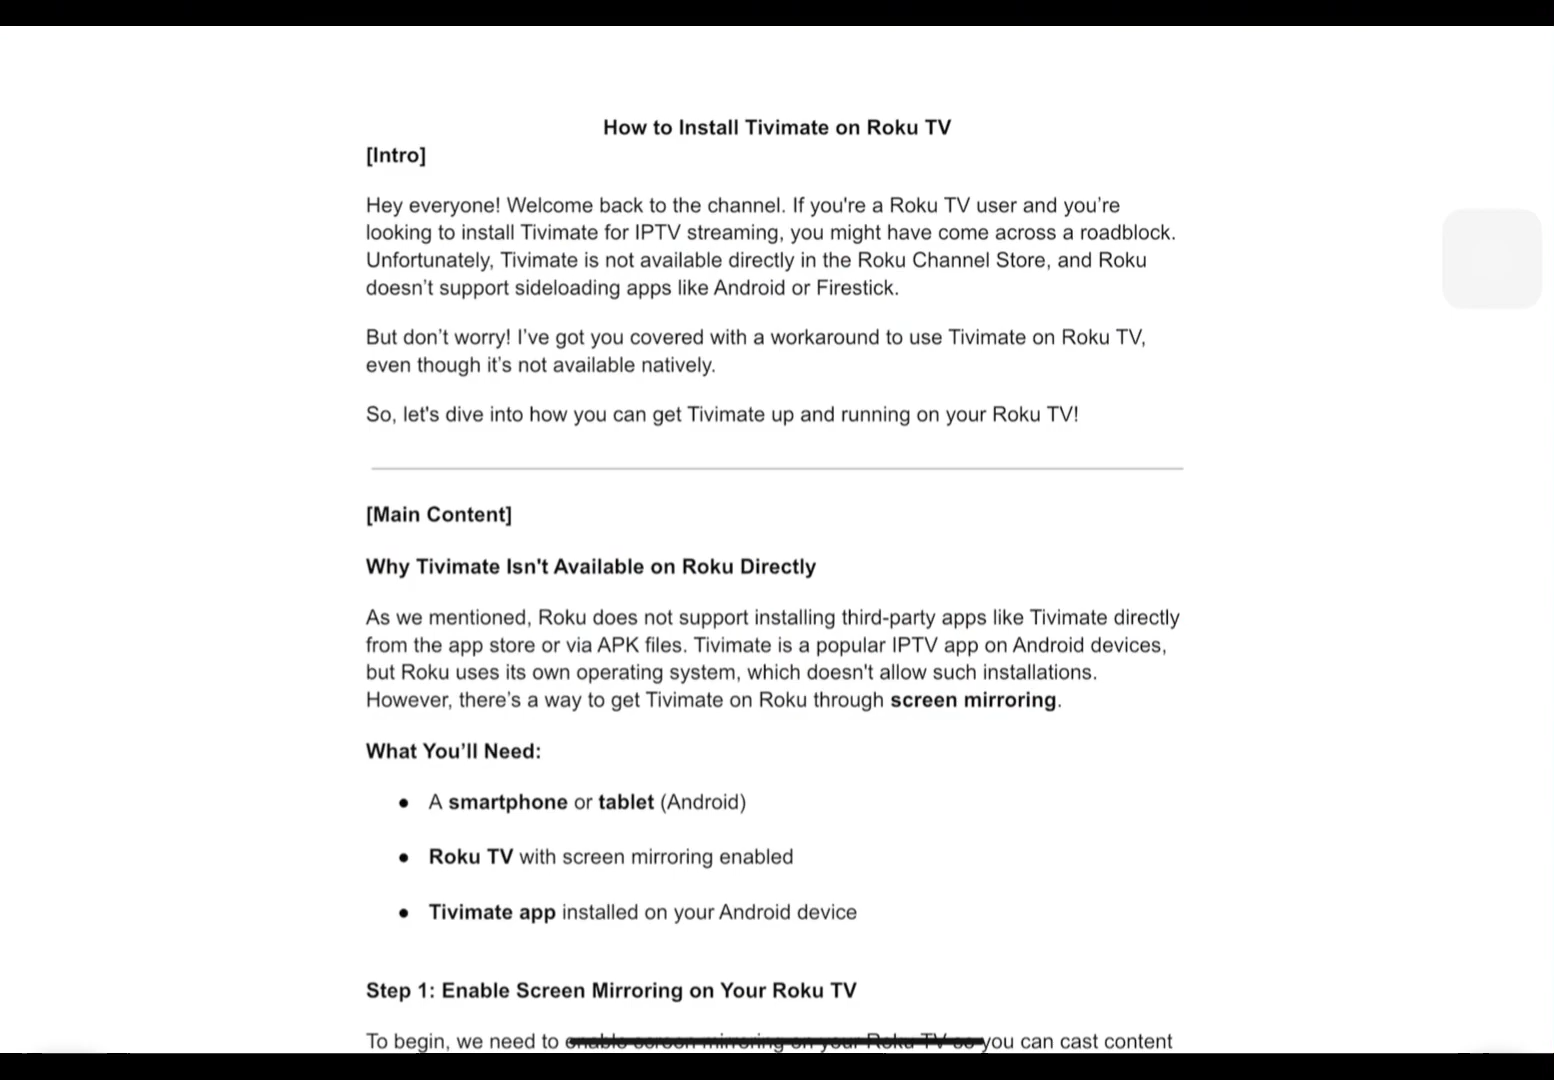 How to Install Tivimate on Roku TV
[Intro]
Hey everyone! Welcome back to the channel. If you're a Roku TV user and you’re
looking to install Tivimate for IPTV streaming, you might have come across a roadblock.
Unfortunately, Tivimate is not available directly in the Roku Channel Store, and Roku
doesn’t support sideloading apps like Android or Firestick.
But don’t worry! I’ve got you covered with a workaround to use Tivimate on Roku TV,
even though it’s not available natively.
So, let's dive into how you can get Tivimate up and running on your Roku TV!
[Main Content]
Why Tivimate Isn't Available on Roku Directly
As we mentioned, Roku does not support installing third-party apps like Tivimate directly
from the app store or via APK files. Tivimate is a popular IPTV app on Android devices,
but Roku uses its own operating system, which doesn't allow such installations.
However, there’s a way to get Tivimate on Roku through screen mirroring.
What You’ll Need:
● A smartphone or tablet (Android)
● Roku TV with screen mirroring enabled
● Tivimate app installed on your Android device
Step 1: Enable Screen Mirroring on Your Roku TV
To begin, we need to enable screen mirroring on your Roku TV so you can cast content